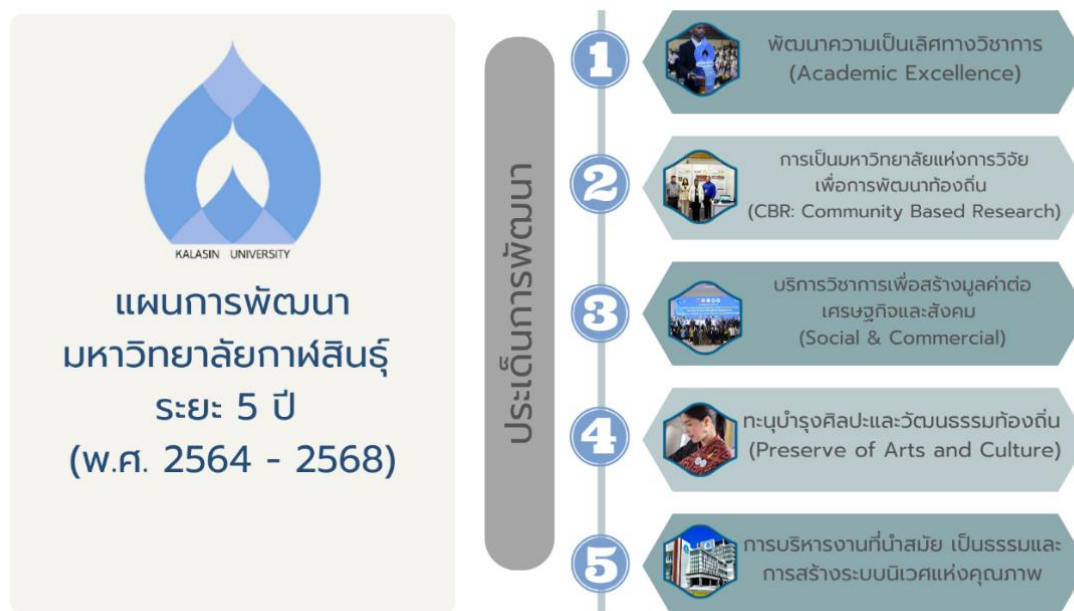 KALASIN UNIVERSITY
แผนการพัฒนา
มหาวิทยาลัยกาฬสินธุ์
ระยะ 5 ปี
(พ.ศ. 2564 - 2568)
ประเด็นการพัฒนา
1
พัฒนาความเป็นเลิศทางวิชาการ
(Academic Excellence)
2
การเป็นมหาวิทยาลัยแห่งการวิจัย
เพื่อการพัฒนาท้องถิ่น
(CBR: Community Based Research)
3
บริการวิชาการเพื่อสร้างมูลค่าต่อ
เศรษฐกิจและสังคม
(Social & Commercial)
4
ทะนุบำรุงศิลปะและวัฒนธรรมท้องถิ่น
(Preserve of Arts and Culture)
5
การบริหารงานที่นำสมัย เป็นธรรมและ
การสร้างระบบนิเวศแห่งคุณภาพ